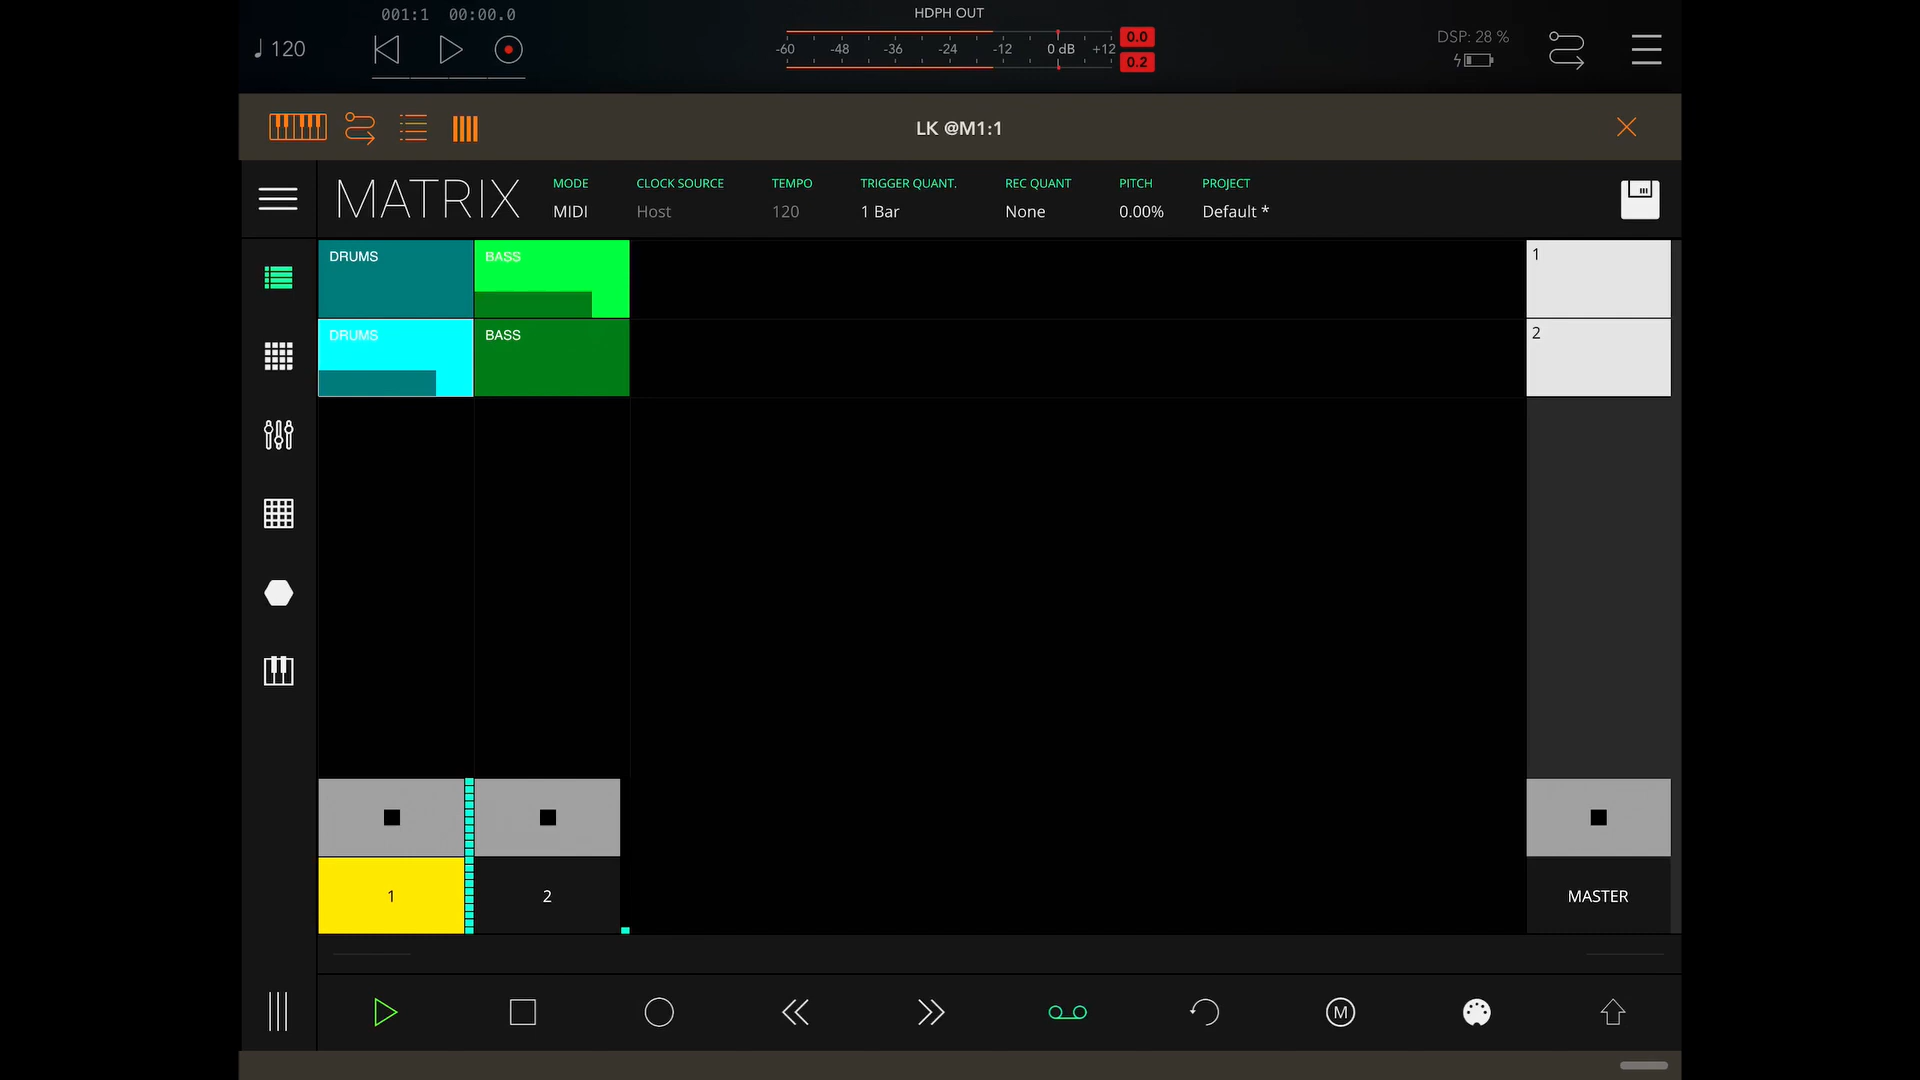 001:1 00:00.0
HDPH OUT
♩ 120
-60 -48 -36 -24 -12 0 dB +12
0.0
0.2
DSP: 28 %
LK @M1:1
MATRIX
MODE CLOCK SOURCE TEMPO TRIGGER QUANT. REC QUANT PITCH PROJECT
MIDI Host 120 1 Bar None 0.00% Default *
DRUMS BASS 1
DRUMS BASS 2
1 2 MASTER
M